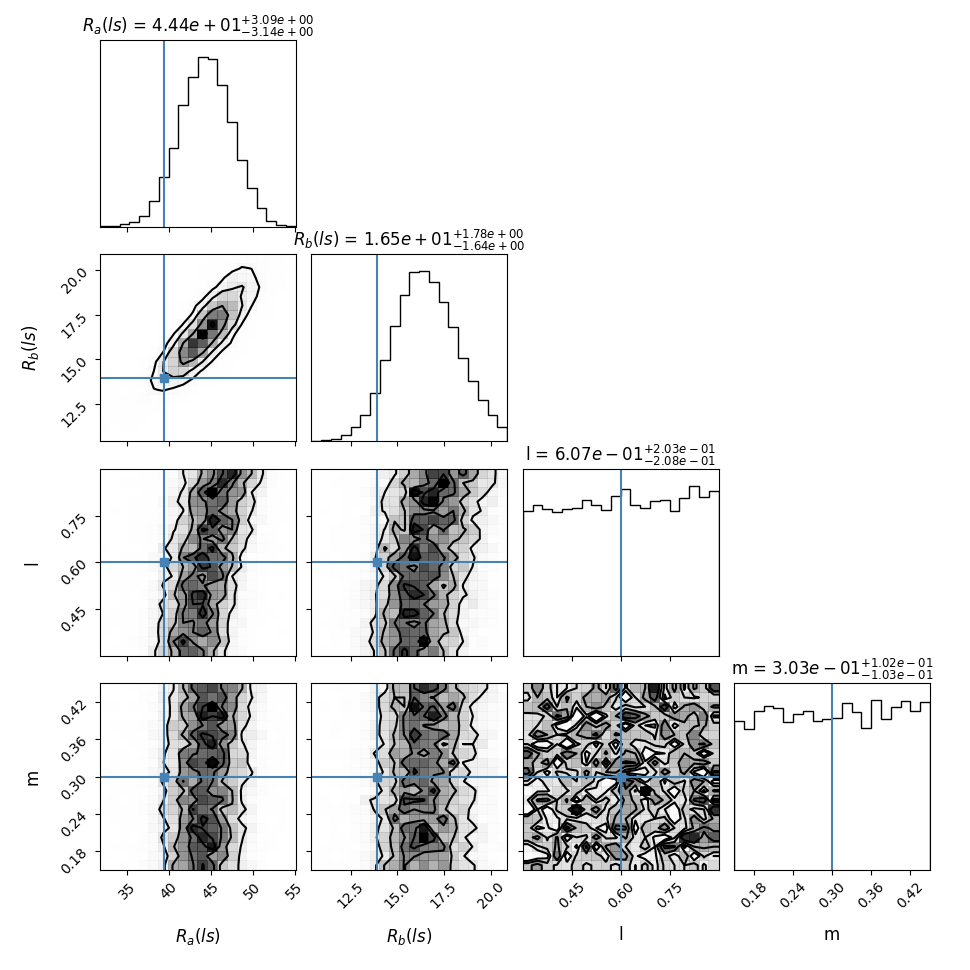 R_a(ls) = 4.44e + 01^{+3.09e+00}_{−3.14e+00}
R_b(ls) = 1.65e + 01^{+1.78e+00}_{−1.64e+00}
20.0
17.5
15.0
12.5
R_b(ls)
l = 6.07e − 01^{+2.03e−01}_{−2.08e−01}
0.75
0.60
0.45
l
m = 3.03e − 01^{+1.02e−01}_{−1.03e−01}
0.42
0.36
0.30
0.24
0.18
m
35 40 45 50 55
12.5 15.0 17.5 20.0
0.45 0.60 0.75
0.18 0.24 0.30 0.36 0.42
R_a(ls) R_b(ls) l m